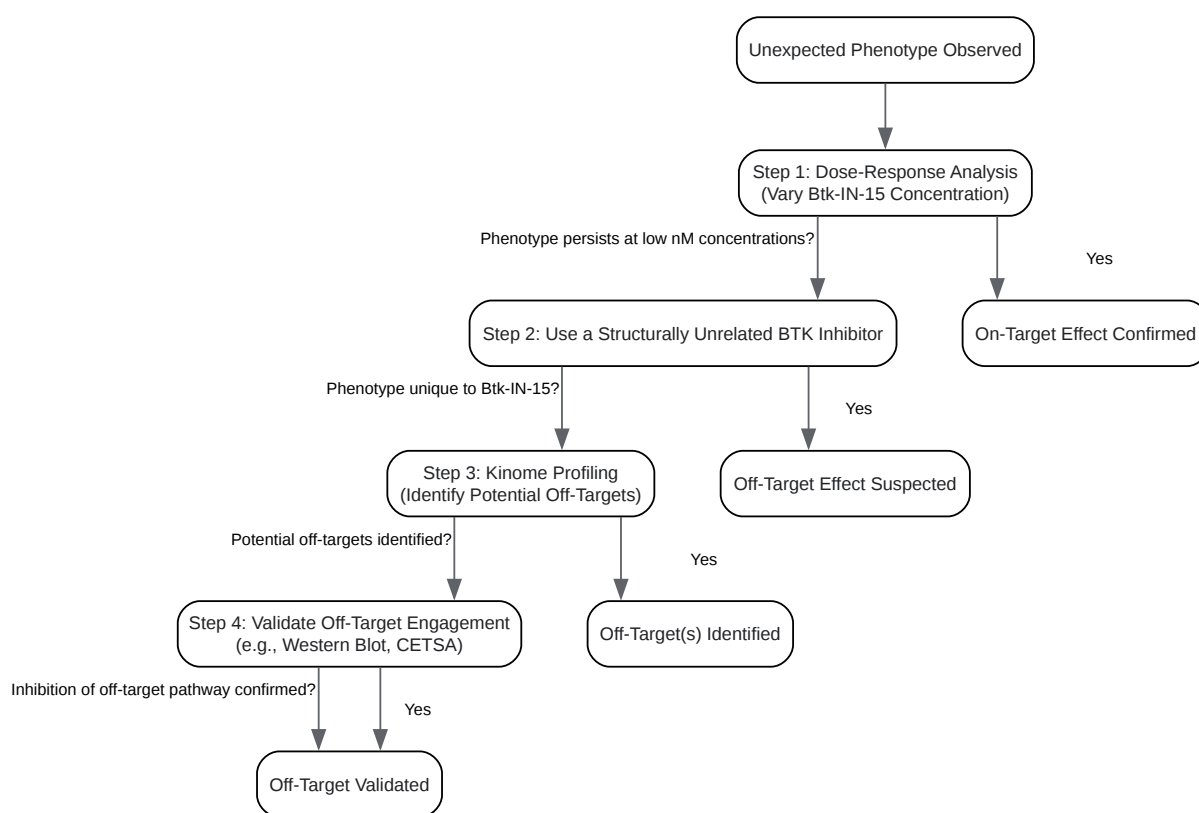 Unexpected Phenotype Observed
Step 1: Dose-Response Analysis
(Vary Btk-IN-15 Concentration)
Phenotype persists at low nM concentrations?
Yes
Step 2: Use a Structurally Unrelated BTK Inhibitor
On-Target Effect Confirmed
Phenotype unique to Btk-IN-15?
Yes
Step 3: Kinome Profiling
(Identify Potential Off-Targets)
Off-Target Effect Suspected
Potential off-targets identified?
Yes
Step 4: Validate Off-Target Engagement
(e.g., Western Blot, CETSA)
Off-Target(s) Identified
Inhibition of off-target pathway confirmed?
Yes
Off-Target Validated